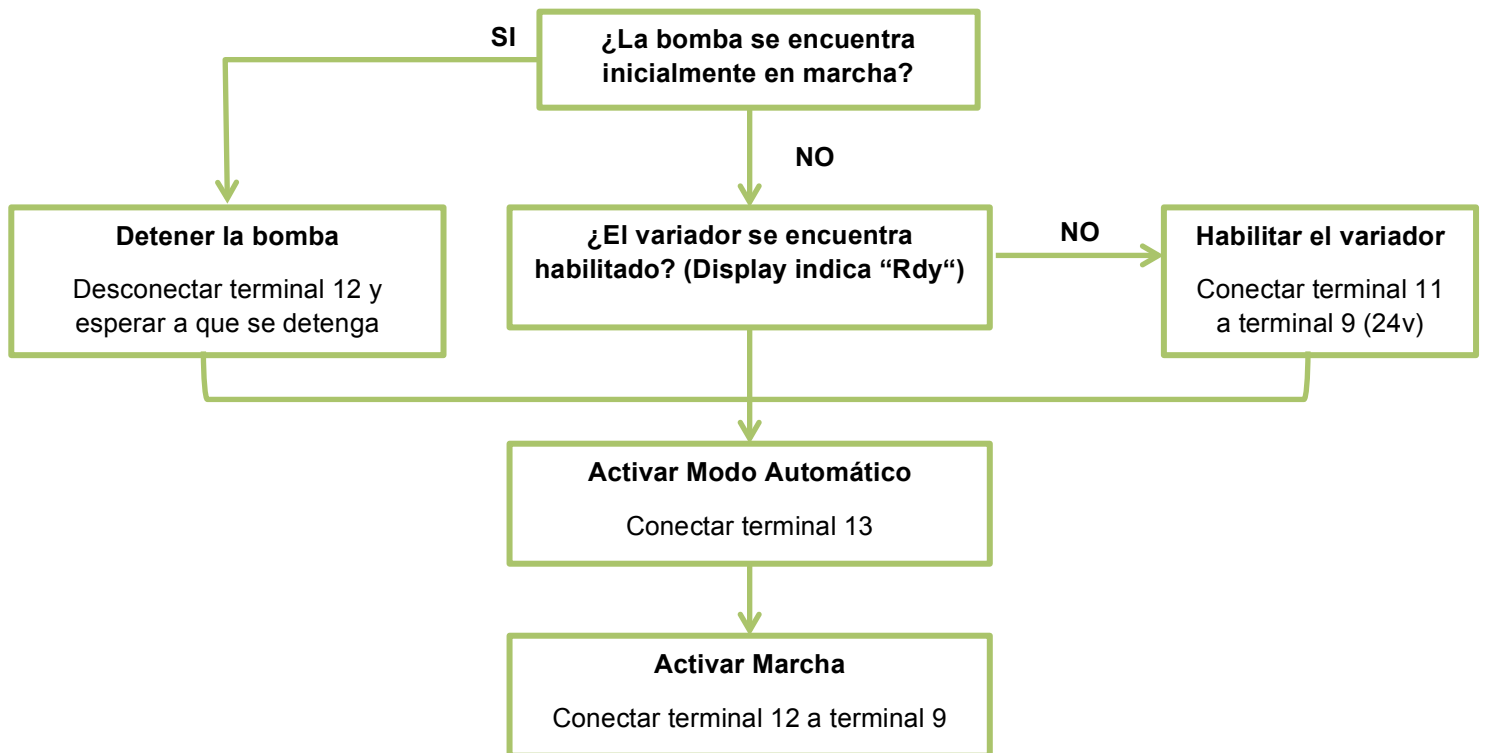 SI
¿La bomba se encuentra
inicialmente en marcha?
NO
Detener la bomba
Desconectar terminal 12 y
esperar a que se detenga
¿El variador se encuentra
habilitado? (Display indica “Rdy“)
NO
Habilitar el variador
Conectar terminal 11
a terminal 9 (24v)
Activar Modo Automático
Conectar terminal 13
Activar Marcha
Conectar terminal 12 a terminal 9